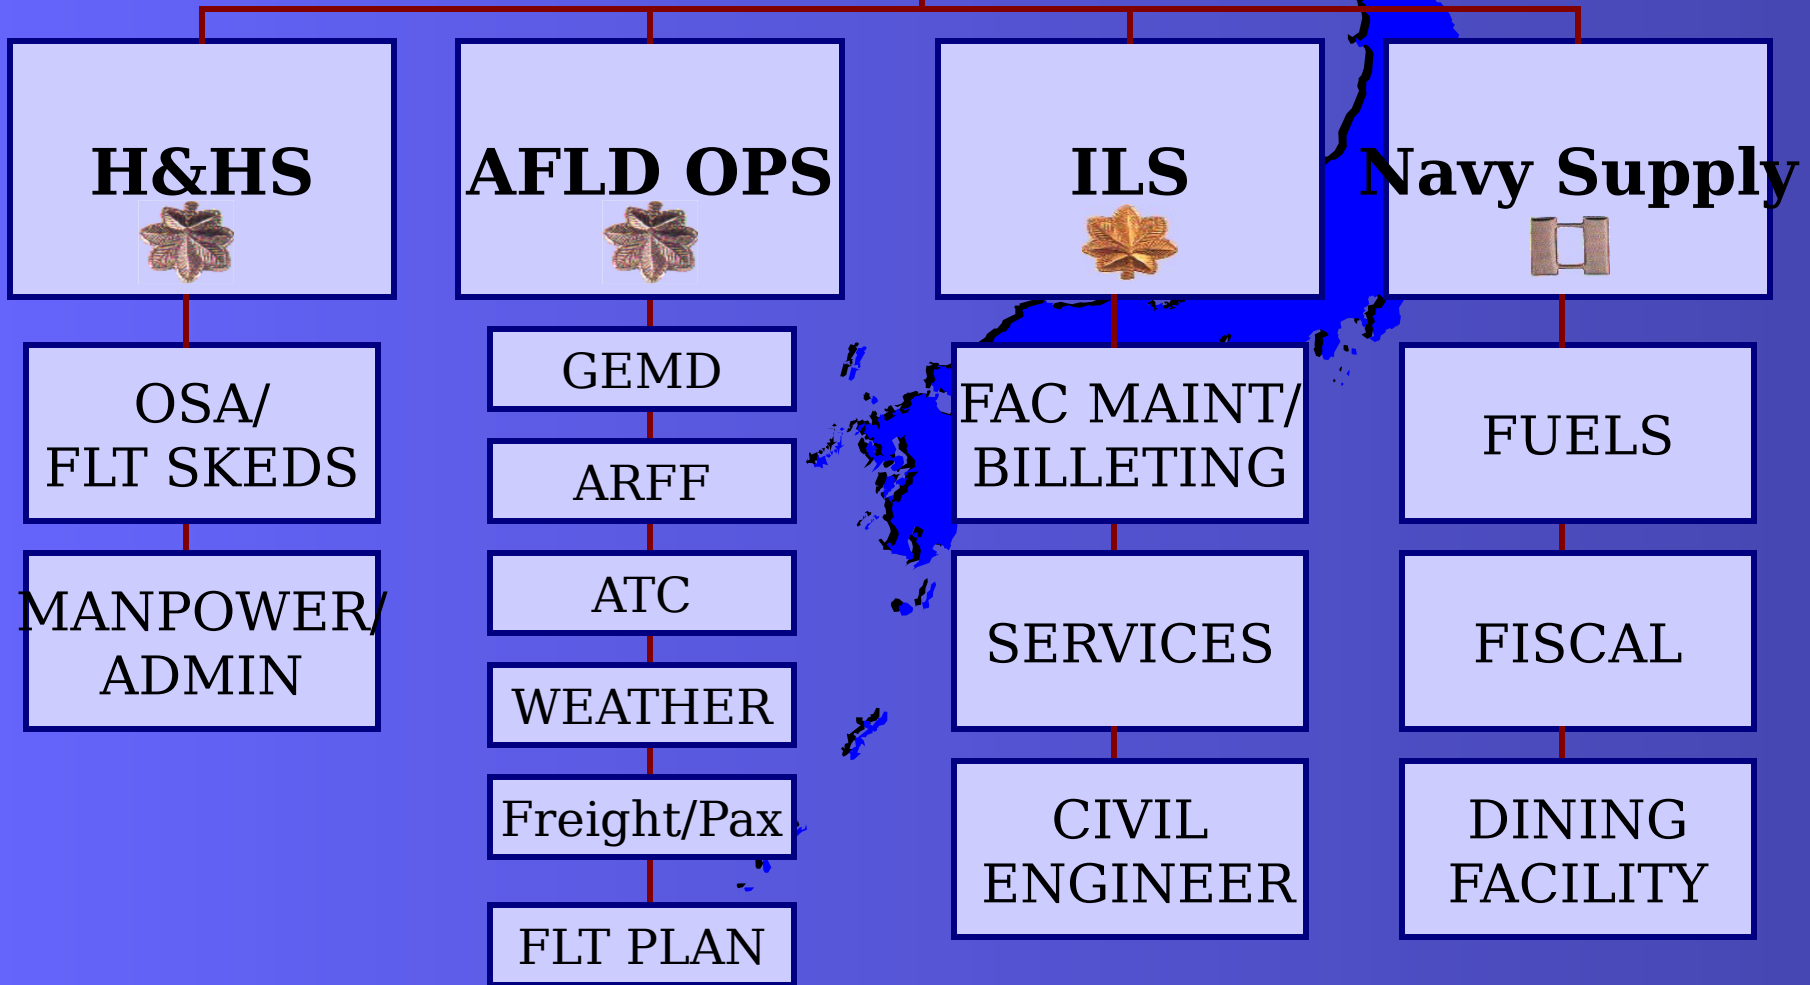 H&HS
AFLD OPS
ILS
Navy Supply
OSA/
FLT SKEDS
MANPOWER/
ADMIN
GEMD
ARFF
ATC
WEATHER
Freight/Pax
FLT PLAN
FAC MAINT/
BILLETING
SERVICES
CIVIL
ENGINEER
FUELS
FISCAL
DINING
FACILITY